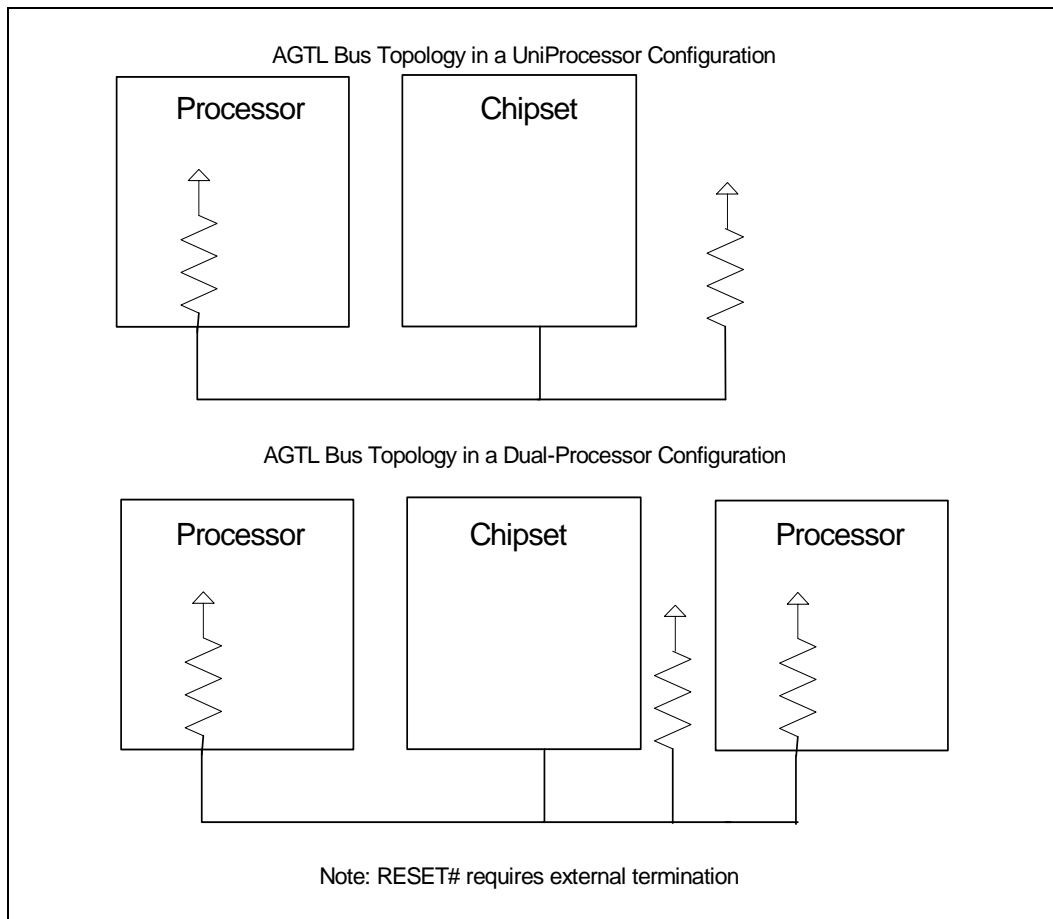 AGTL Bus Topology in a UniProcessor Configuration
Processor
Chipset
AGTL Bus Topology in a Dual-Processor Configuration
Processor
Chipset
Processor
Note: RESET# requires external termination